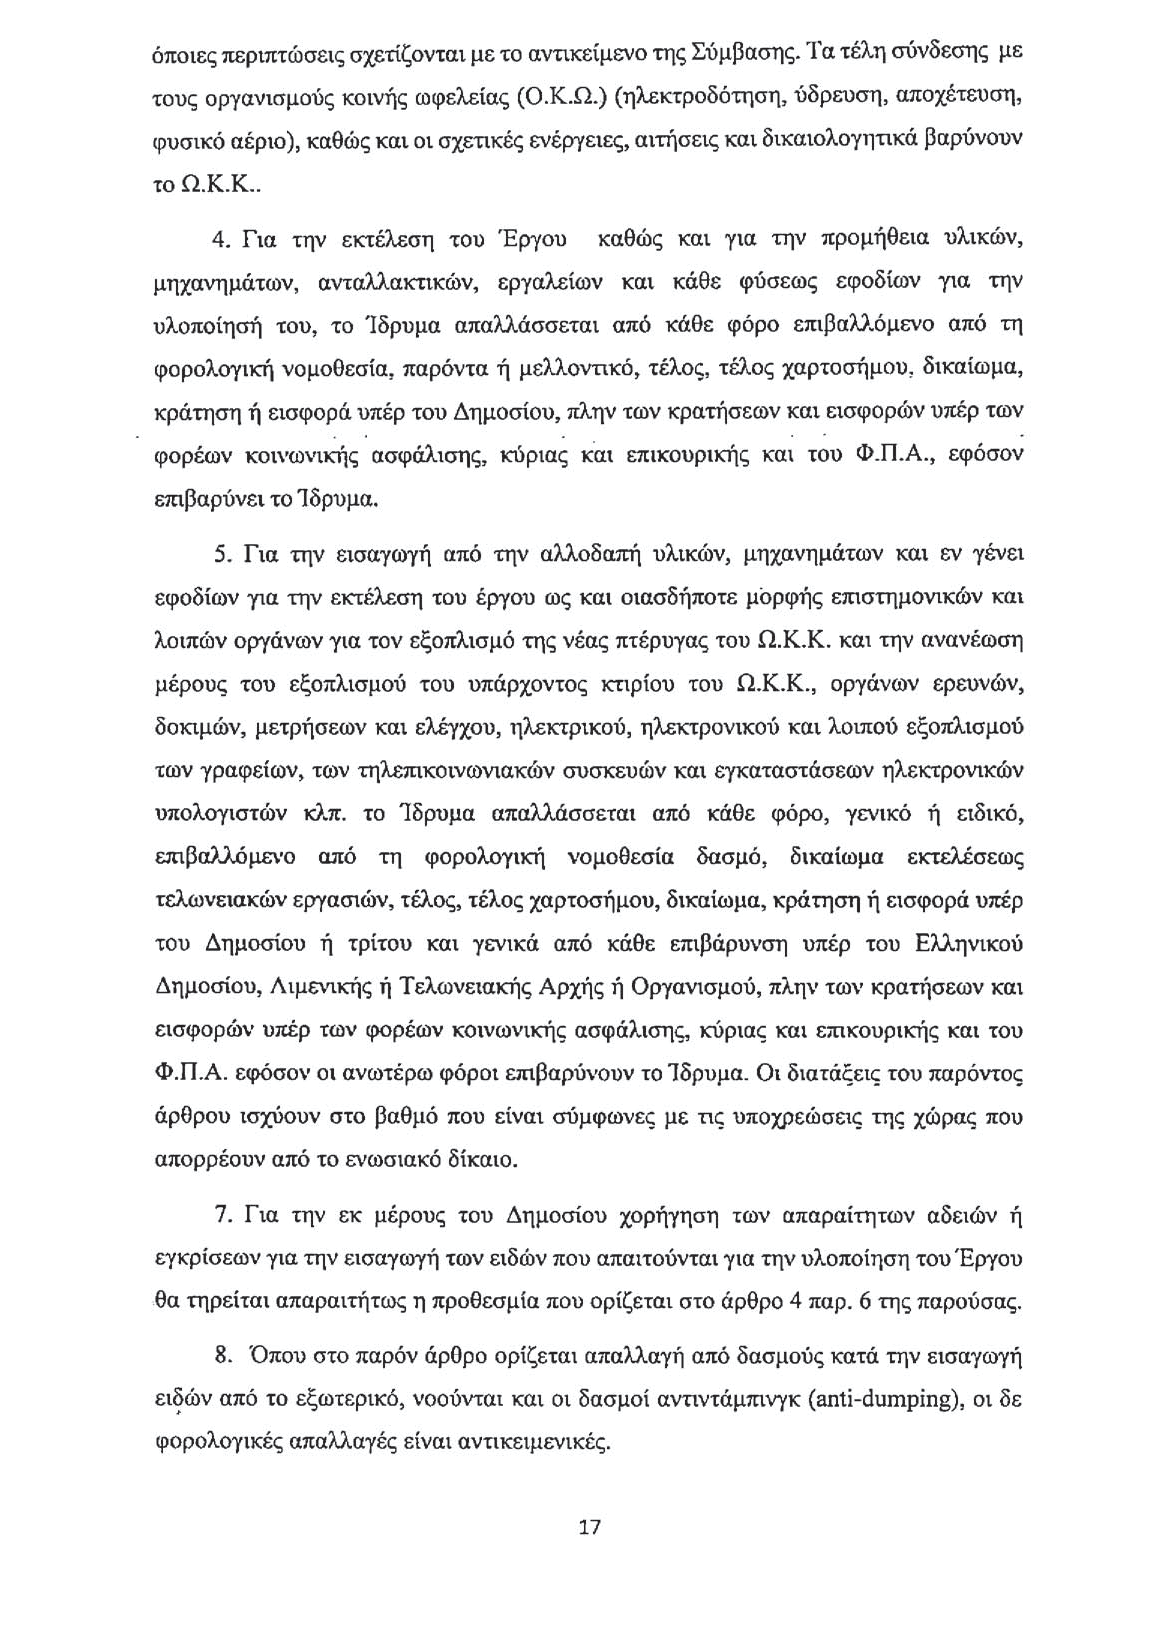 όποιες περιπτώσεις σχετίζονται με το αντικείμενο της Σύμβασης. Τα τέλη σύνδεσης με
τους οργανισμούς κοινής ωφελείας (Ο.Κ.Ω.) (ηλεκτροδότηση, ύδρευση, αποχέτευση,
φυσικό αέριο), καθώς και οι σχετικές ενέργειες, αιτήσεις και δικαιολογητικά βαρύνουν
το Ω.Κ.Κ..
4. Για την εκτέλεση του Έργου καθώς και για την προμήθεια υλικών,
μηχανημάτων, ανταλλακτικών, εργαλείων και κάθε φύσεως εφοδίων για την
υλοποίησή του, το Ίδρυμα απαλλάσσεται από κάθε φόρο επιβαλλόμενο από τη
φορολογική νομοθεσία, παρόντα ή μελλοντικό, τέλος, τέλος χαρτοσήμου, δικαίωμα,
κράτηση ή εισφορά υπέρ του Δημοσίου, πλην των κρατήσεων και εισφορών υπέρ των
φορέων κοινωνικής ασφάλισης, κύριας και επικουρικής και του Φ.Π.Α., εφόσον
επιβαρύνει το Ίδρυμα.
5. Για την εισαγωγή από την αλλοδαπή υλικών, μηχανημάτων και εν γένει
εφοδίων για την εκτέλεση του έργου ως και οιασδήποτε μορφής επιστημονικών και
λοιπών οργάνων για τον εξοπλισμό της νέας πτέρυγας του Ω.Κ.Κ. και την ανανέωση
μέρους του εξοπλισμού του υπάρχοντος κτιρίου του Ω.Κ.Κ., οργάνων ερευνών,
δοκιμών, μετρήσεων και ελέγχου, ηλεκτρικού, ηλεκτρονικού και λοιπού εξοπλισμού
των γραφείων, των τηλεπικοινωνιακών συσκευών και εγκαταστάσεων ηλεκτρονικών
υπολογιστών κλπ. το Ίδρυμα απαλλάσσεται από κάθε φόρο, γενικό ή ειδικό,
επιβαλλόμενο από τη φορολογική νομοθεσία δασμό, δικαίωμα εκτελέσεως
τελωνειακών εργασιών, τέλος, τέλος χαρτοσήμου, δικαίωμα, κράτηση ή εισφορά υπέρ
του Δημοσίου ή τρίτου και γενικά από κάθε επιβάρυνση υπέρ του Ελληνικού
Δημοσίου, Λιμενικής ή Τελωνειακής Αρχής ή Οργανισμού, πλην των κρατήσεων και
εισφορών υπέρ των φορέων κοινωνικής ασφάλισης, κύριας και επικουρικής και του
Φ.Π.Α. εφόσον οι ανωτέρω φόροι επιβαρύνουν το Ίδρυμα. Οι διατάξεις του παρόντος
άρθρου ισχύουν στο βαθμό που είναι σύμφωνες με τις υποχρεώσεις της χώρας που
απορρέουν από το ενωσιακό δίκαιο.
7. Για την εκ μέρους του Δημοσίου χορήγηση των απαραίτητων αδειών ή
εγκρίσεων για την εισαγωγή των ειδών που απαιτούνται για την υλοποίηση του Έργου
θα τηρείται απαραιτήτως η προθεσμία που ορίζεται στο άρθρο 4 παρ. 6 της παρούσας.
8. Όπου στο παρόν άρθρο ορίζεται απαλλαγή από δασμούς κατά την εισαγωγή
ειδών από το εξωτερικό, νοούνται και οι δασμοί αντιντάμπινγκ (anti-dumping), οι δε
φορολογικές απαλλαγές είναι αντικειμενικές.
17